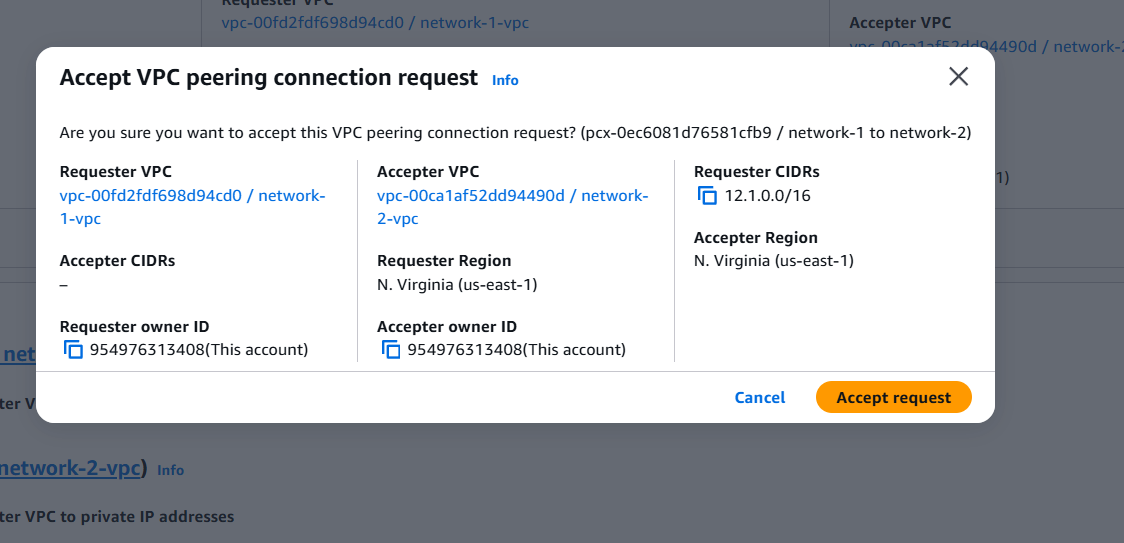 Requester VPC
vpc-00fd2fdf698d94cd0 / network-1-vpc
Accepter VPC
vpc-00ca1af52dd94490d / network-2
Accept VPC peering connection request Info
Are you sure you want to accept this VPC peering connection request? (pcx-0ec6081d76581cfb9 / network-1 to network-2)
Requester VPC
vpc-00fd2fdf698d94cd0 / network-
1-vpc
Accepter CIDRs
–
Requester owner ID
954976313408(This account)
Accepter VPC
vpc-00ca1af52dd94490d / network-
2-vpc
Requester Region
N. Virginia (us-east-1)
Accepter owner ID
954976313408(This account)
Requester CIDRs
12.1.0.0/16
Accepter Region
N. Virginia (us-east-1)
Cancel
Accept request
1)
net
ter V
network-2-vpc) Info
ter VPC to private IP addresses